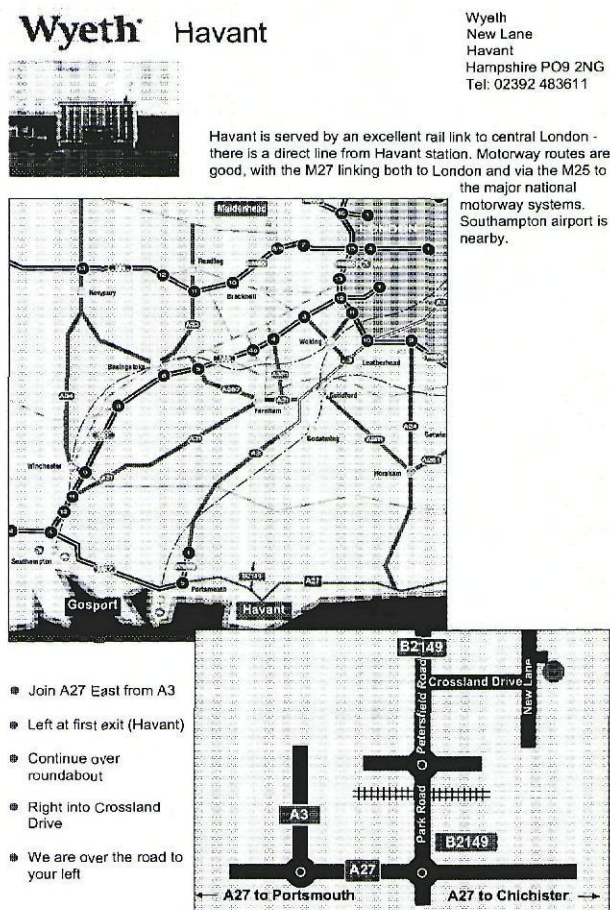 Wyeth Havant
Wyeth
New Lane
Havant
Hampshire PO9 2NG
Tel: 02392 483611
Havant is served by an excellent rail link to central London -
there is a direct line from Havant station. Motorway routes are
good, with the M27 linking both to London and via the M25 to
the major national
motorway systems.
Southampton airport is
nearby.
Maidenhead
Reading
Newbury
Bracknell
A33
Woking
Basingstoke
Leatherhead
A34
Farnham
Guildford
A31
A3
Godalming
A24
Winchester
Horsham
Southampton
Portsmouth
B2149
A27
Gosport
Havant
Join A27 East from A3
Left at first exit (Havant)
Continue over
roundabout
Right into Crossland
Drive
We are over the road to
your left
B2149
Petersfield Road
Crossland Drive
New Lane
A3
Park Road
B2149
A27
← A27 to Portsmouth
A27 to Chichister →